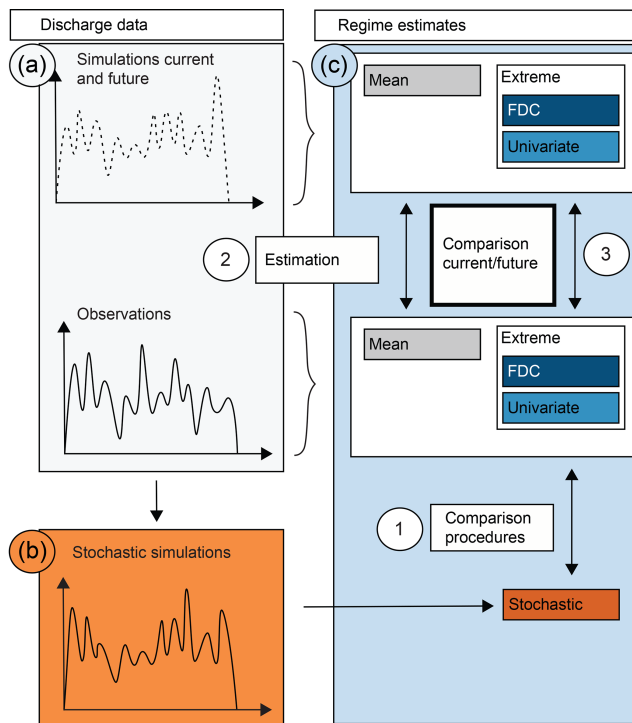 Discharge data
Regime estimates
(a)
Simulations current
and future
(c)
Mean
Extreme
FDC
Univariate
2
Estimation
Comparison
current/future
3
Observations
Mean
Extreme
FDC
Univariate
1
Comparison
procedures
(b)
Stochastic simulations
Stochastic